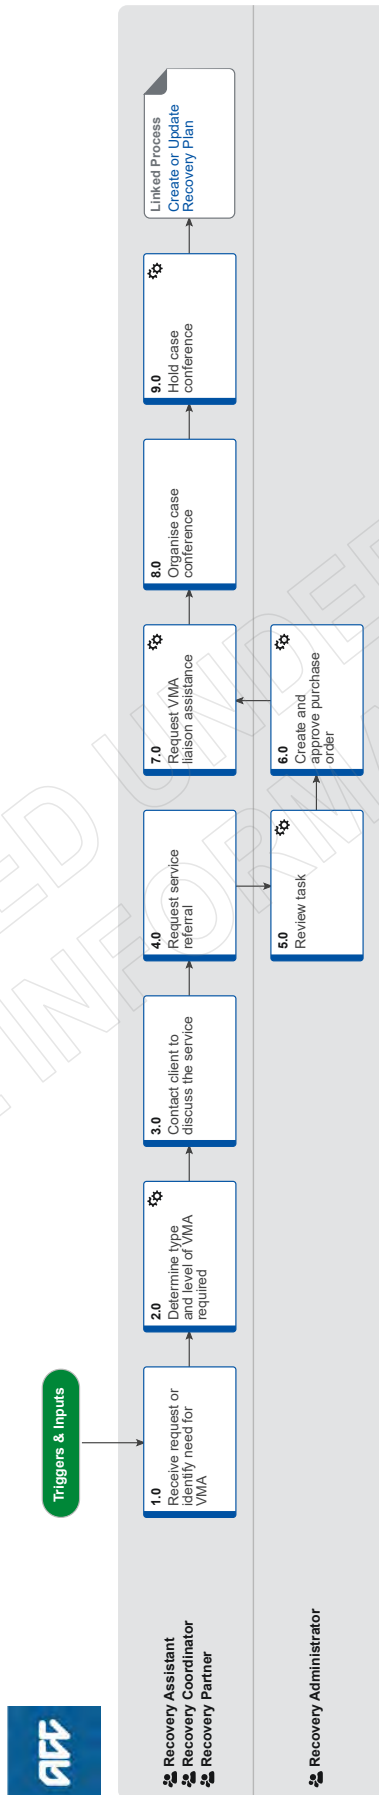 ACC
Triggers & Inputs
Recovery Assistant
Recovery Coordinator
Recovery Partner
1.0
Receive request or
identify need for
VMA
2.0
Determine type
and level of VMA
required
3.0
Contact client to
discuss the service
4.0
Request service
referral
7.0
Request VMA
liaison assistance
8.0
Organise case
conference
9.0
Hold case
conference
Linked Process
Create or Update
Recovery Plan
Recovery Administrator
5.0
Review task
6.0
Create and
approve purchase
order